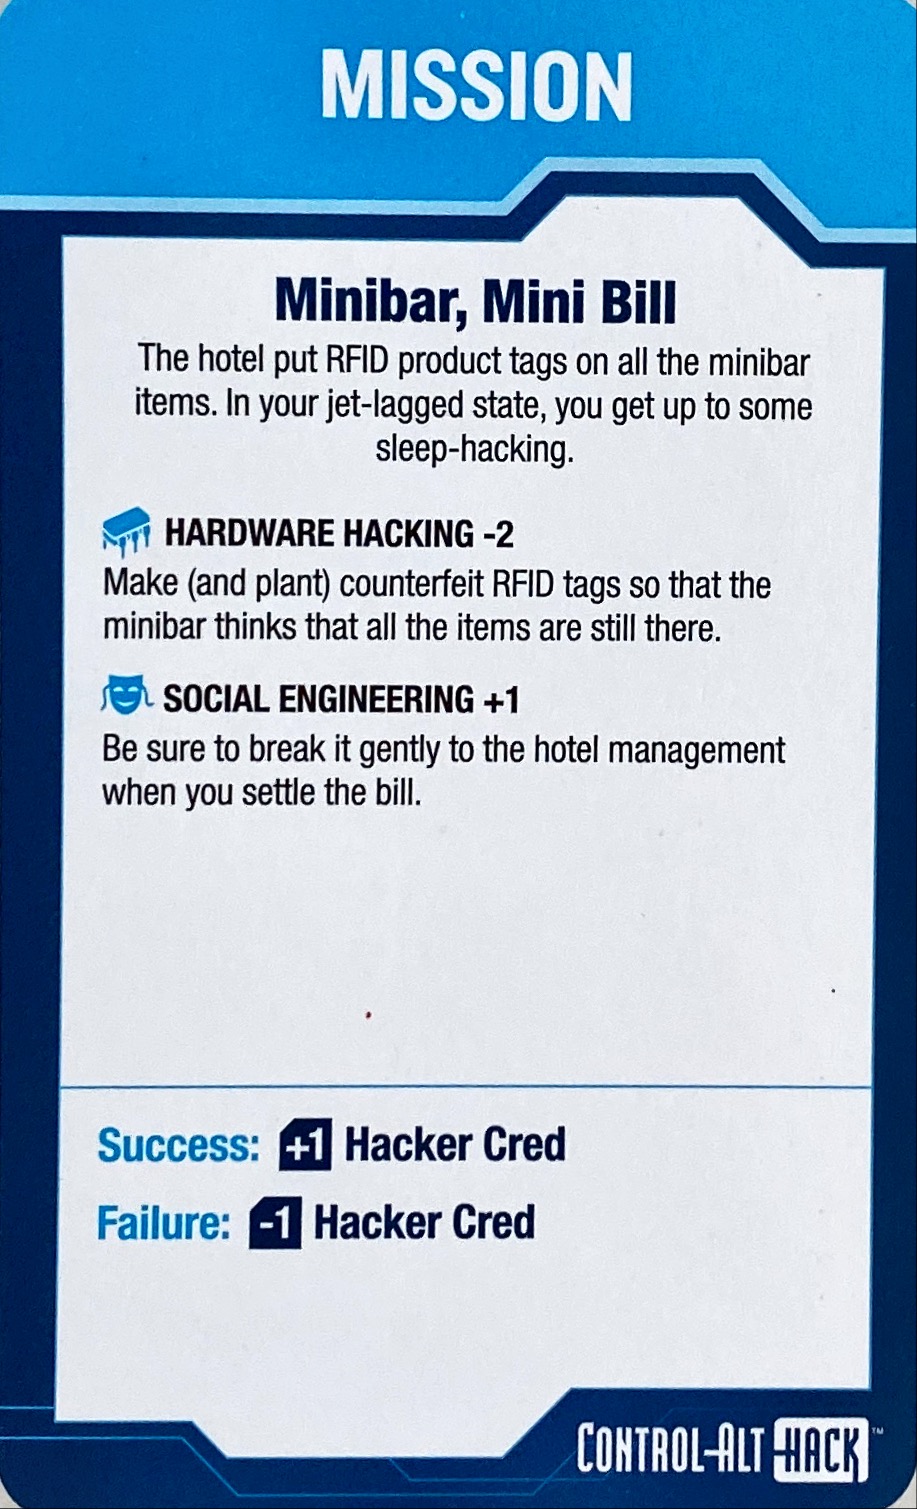 MISSION
Minibar, Mini Bill
The hotel put RFID product tags on all the minibar
items. In your jet-lagged state, you get up to some
sleep-hacking.
HARDWARE HACKING -2
Make (and plant) counterfeit RFID tags so that the
minibar thinks that all the items are still there.
SOCIAL ENGINEERING +1
Be sure to break it gently to the hotel management
when you settle the bill.
Success: +1 Hacker Cred
Failure: -1 Hacker Cred
CONTROL-ALT-HACK™